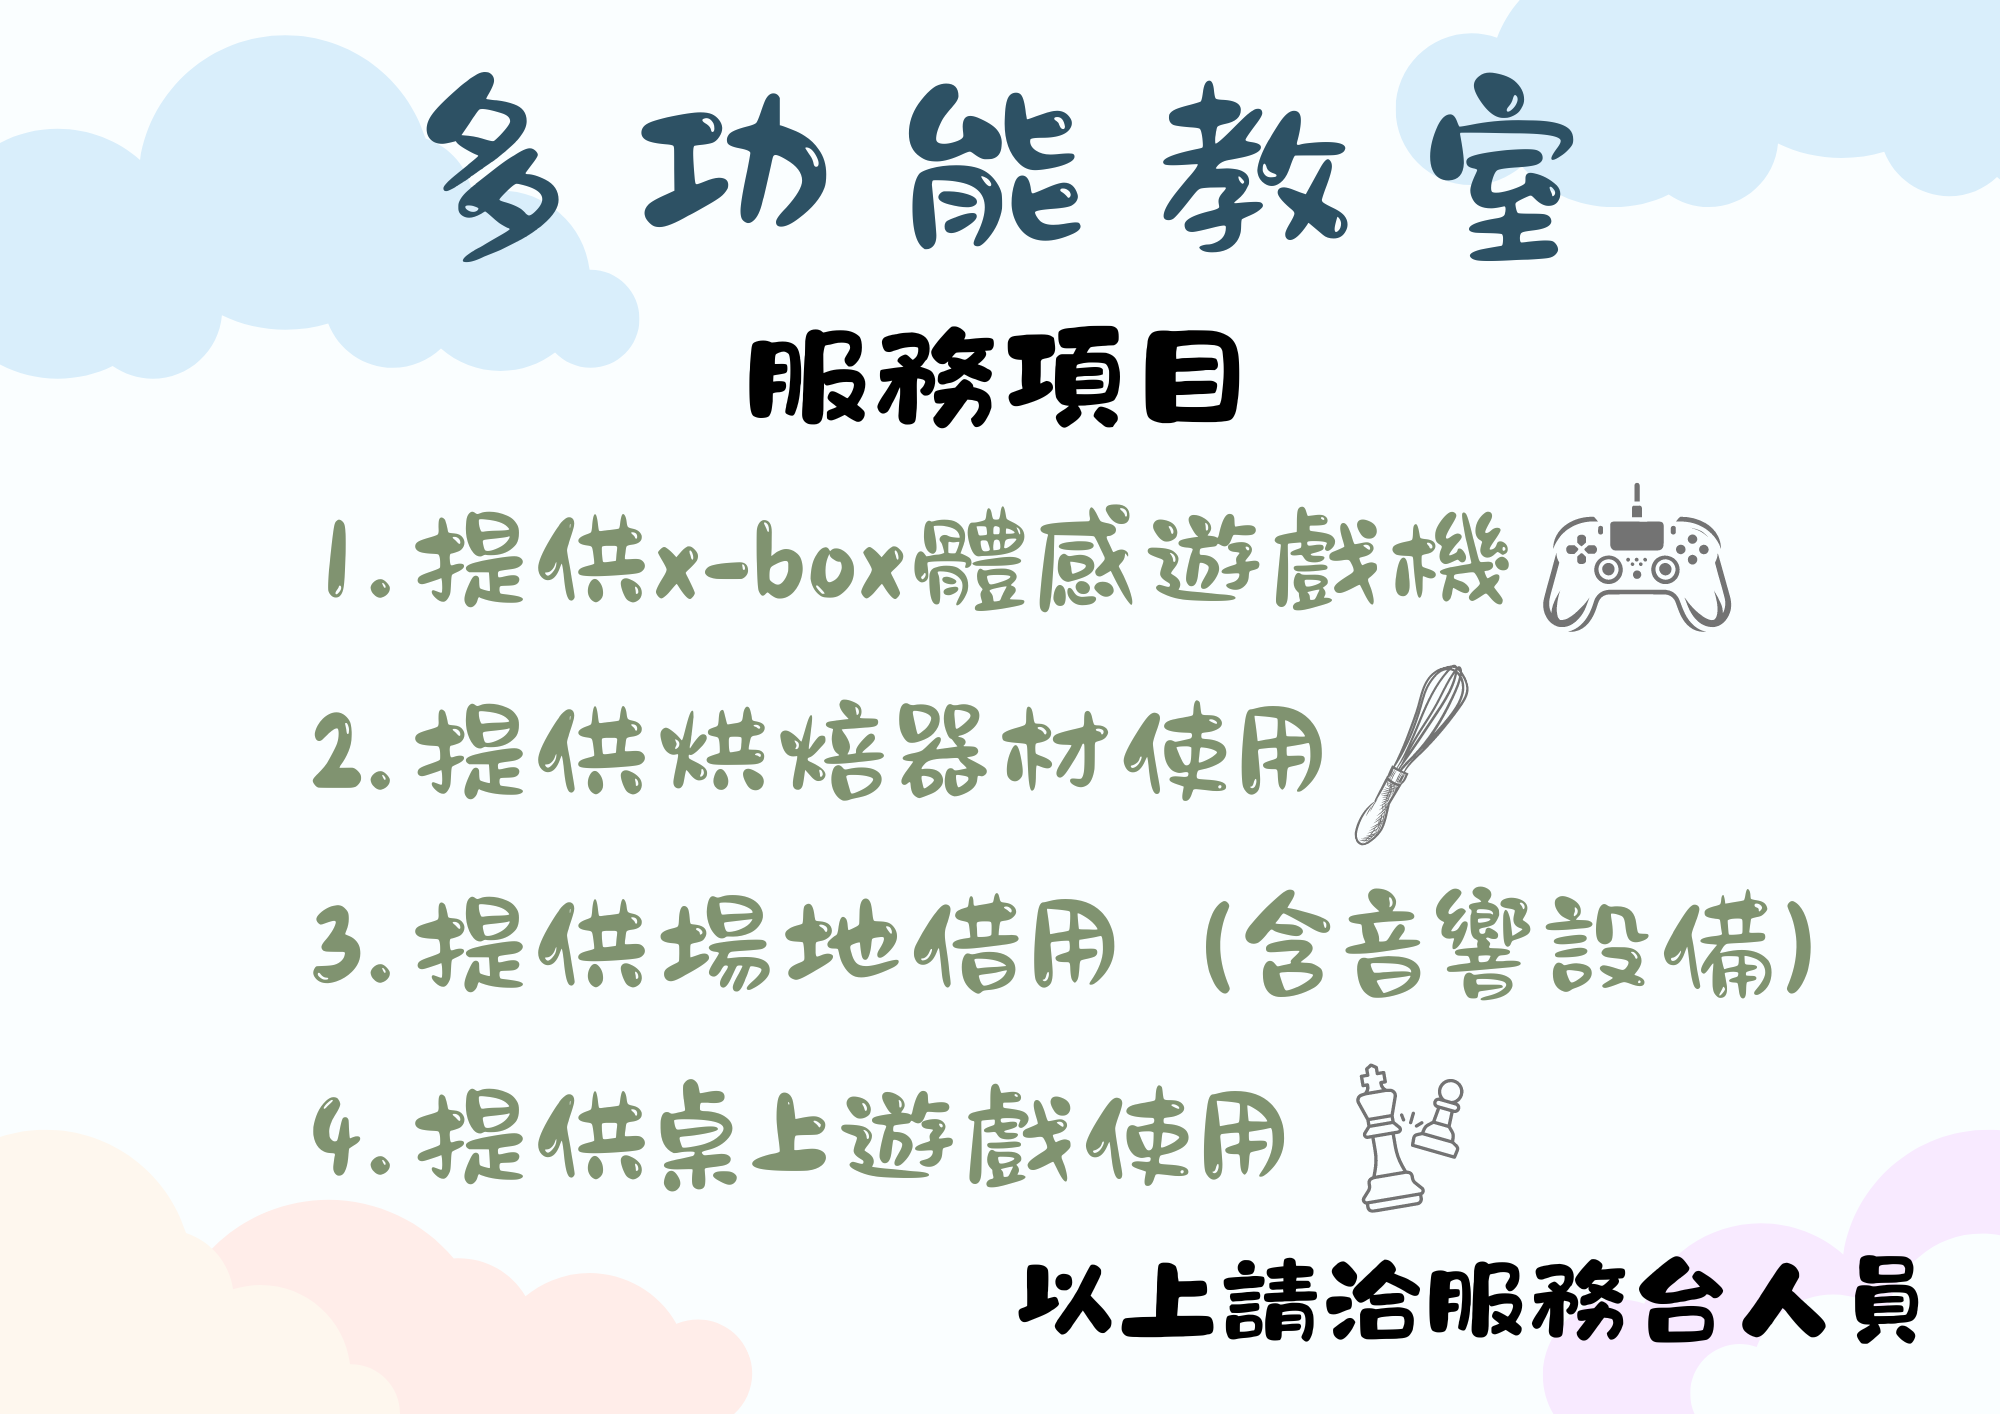 多功能教室
服務項目
1. 提供x-box體感遊戲機
2. 提供烘焙器材使用
3. 提供場地借用 (含音響設備)
4. 提供桌上遊戲使用
以上請洽服務台人員